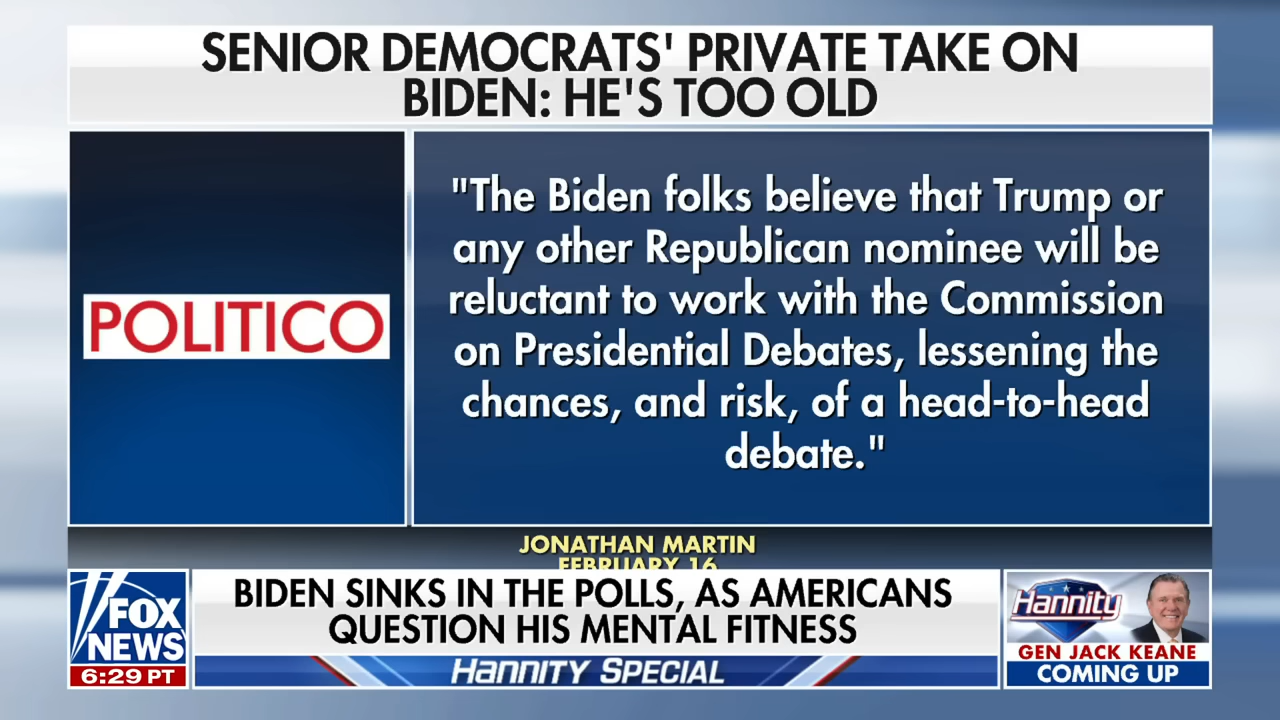 SENIOR DEMOCRATS' PRIVATE TAKE ON
BIDEN: HE'S TOO OLD
POLITICO
"The Biden folks believe that Trump or
any other Republican nominee will be
reluctant to work with the Commission
on Presidential Debates, lessening the
chances, and risk, of a head-to-head
debate."
JONATHAN MARTIN
FEBRUARY 16
FOX
NEWS
6:29 PT
BIDEN SINKS IN THE POLLS, AS AMERICANS
QUESTION HIS MENTAL FITNESS
HANNITY SPECIAL
Hannity
GEN JACK KEANE
COMING UP